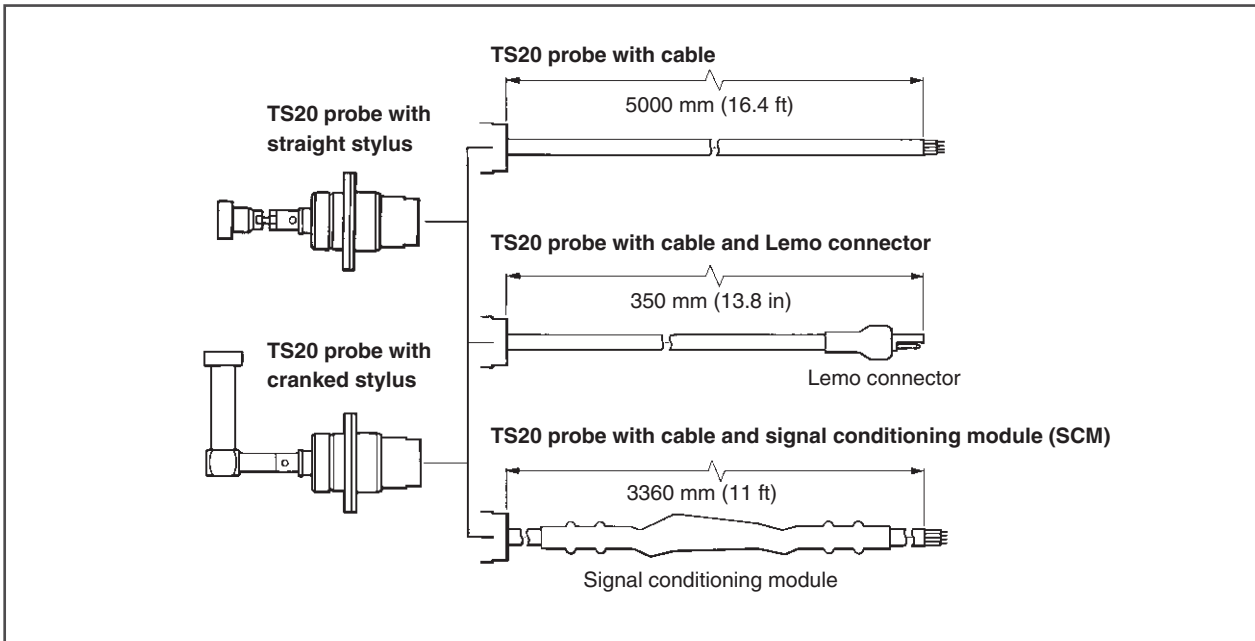 TS20 probe with cable
5000 mm (16.4 ft)
TS20 probe with
straight stylus
TS20 probe with cable and Lemo connector
350 mm (13.8 in)
Lemo connector
TS20 probe with
cranked stylus
TS20 probe with cable and signal conditioning module (SCM)
3360 mm (11 ft)
Signal conditioning module